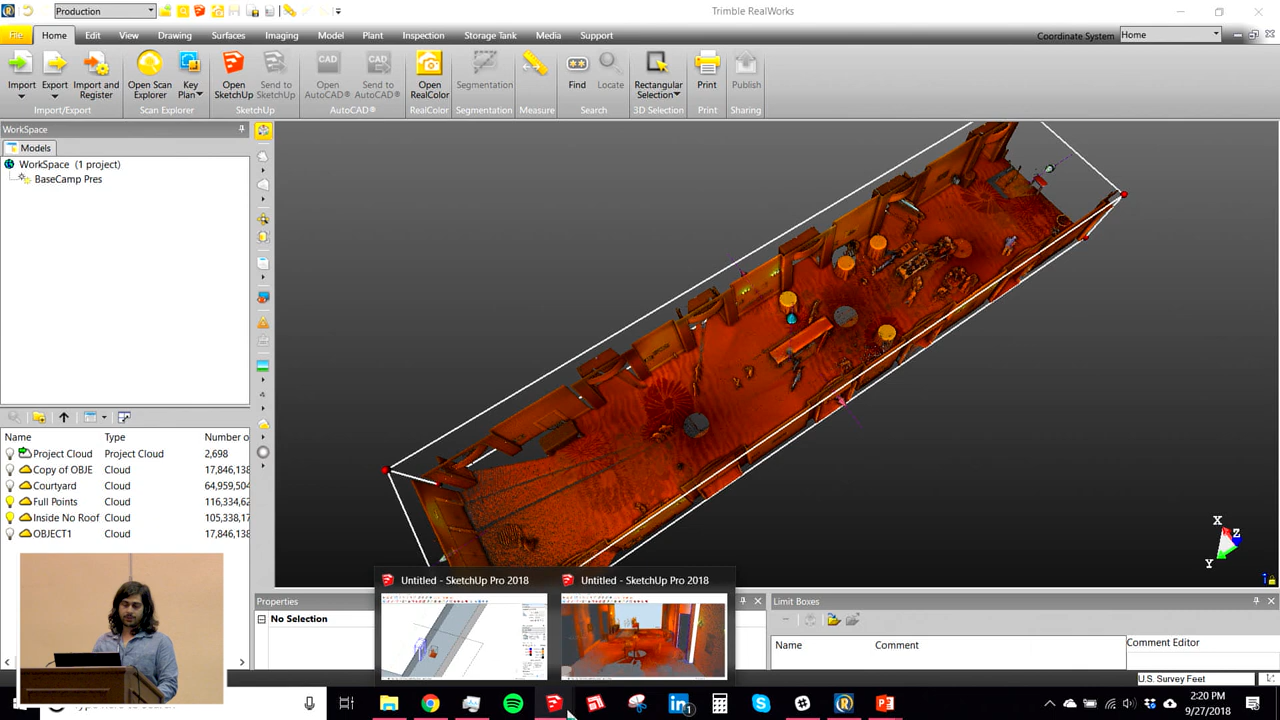 Production
Trimble RealWorks
File Home Edit View Drawing Surfaces Imaging Model Plant Inspection Storage Tank Media Support
Coordinate System Home
Import Export Import and Register Open Scan Explorer Key Plan Open SketchUp Send to SketchUp Open AutoCAD® Send to AutoCAD® Open RealColor Segmentation Find Locate Rectangular Selection Print Publish
Import/Export Scan Explorer SketchUp AutoCAD® RealColor Segmentation Measure Search 3D Selection Print Sharing
WorkSpace
Models
WorkSpace (1 project)
BaseCamp Pres
Name Type Number o
Project Cloud Project Cloud 2,698
Copy of OBJE Cloud 17,846,138
Courtyard Cloud 64,959,504
Full Points Cloud 116,334,62
Inside No Roof Cloud 105,338,17
OBJECT1 Cloud 17,846,138
X
Z
Y
Untitled - SketchUp Pro 2018
Untitled - SketchUp Pro 2018
Properties
No Selection
Limit Boxes
Name Comment Comment Editor
U.S. Survey Feet
Type here to search
1
2:20 PM
9/27/2018